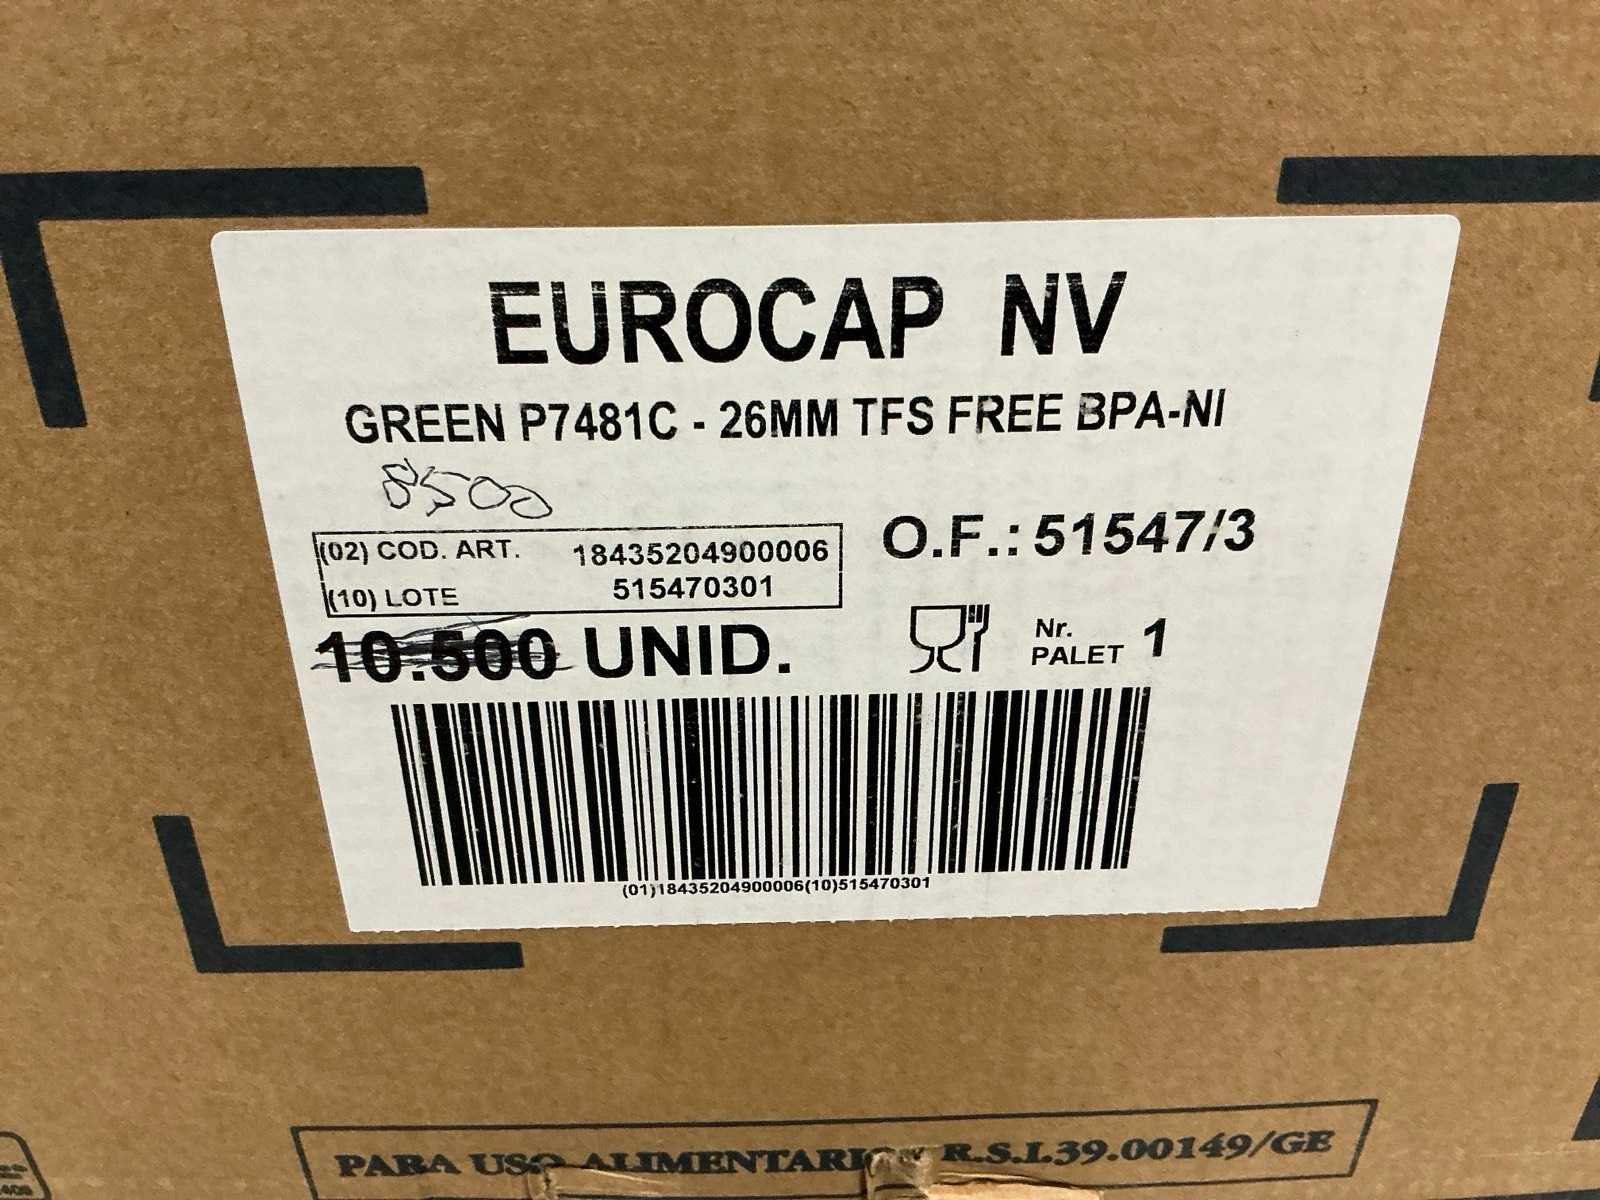 EUROCAP NV
GREEN P7481C - 26MM TFS FREE BPA-NI
8500
(02) COD. ART. 18435204900006
(10) LOTE 515470301
O.F.: 51547/3
10.500 UNID.
Nr. PALET 1
(01)18435204900006(10)515470301
PARA USO ALIMENTARIO R.S.I.39.00149/GE